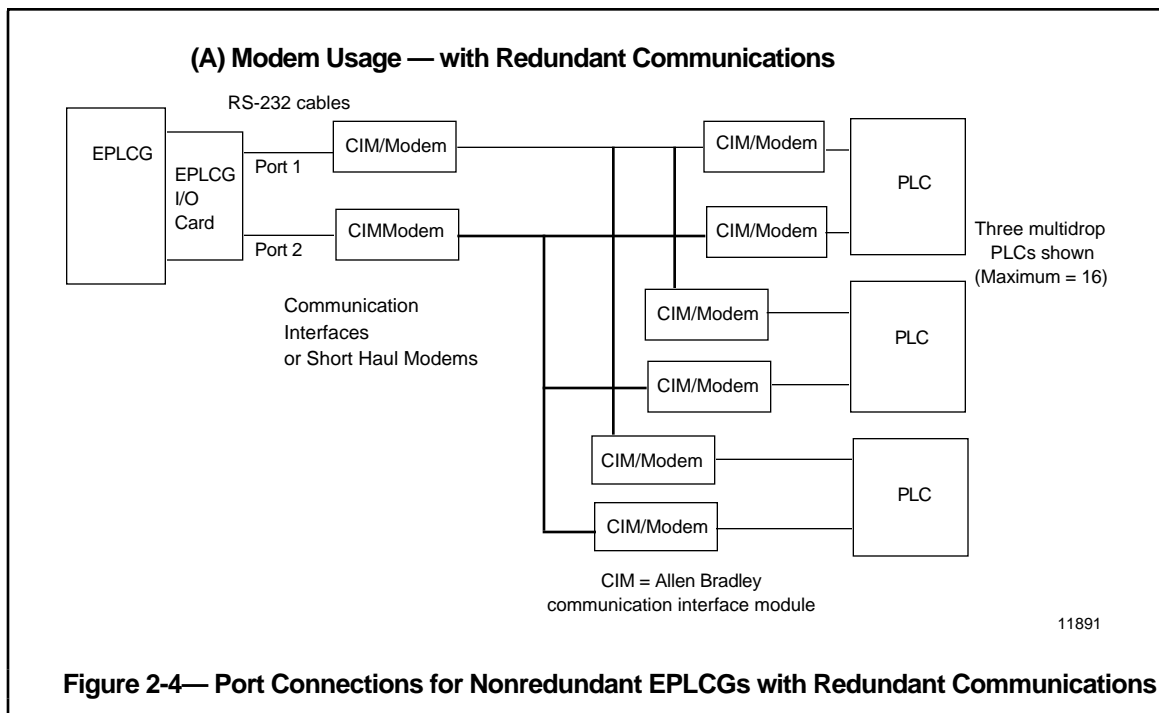 (A) Modem Usage — with Redundant Communications
RS-232 cables
EPLCG
EPLCG
I/O
Card
Port 1
Port 2
CIM/Modem
CIMModem
Communication
Interfaces
or Short Haul Modems
CIM/Modem
CIM/Modem
PLC
Three multidrop
PLCs shown
(Maximum = 16)
CIM/Modem
CIM/Modem
PLC
CIM/Modem
CIM/Modem
PLC
CIM = Allen Bradley
communication interface module
11891
Figure 2-4— Port Connections for Nonredundant EPLCGs with Redundant Communications